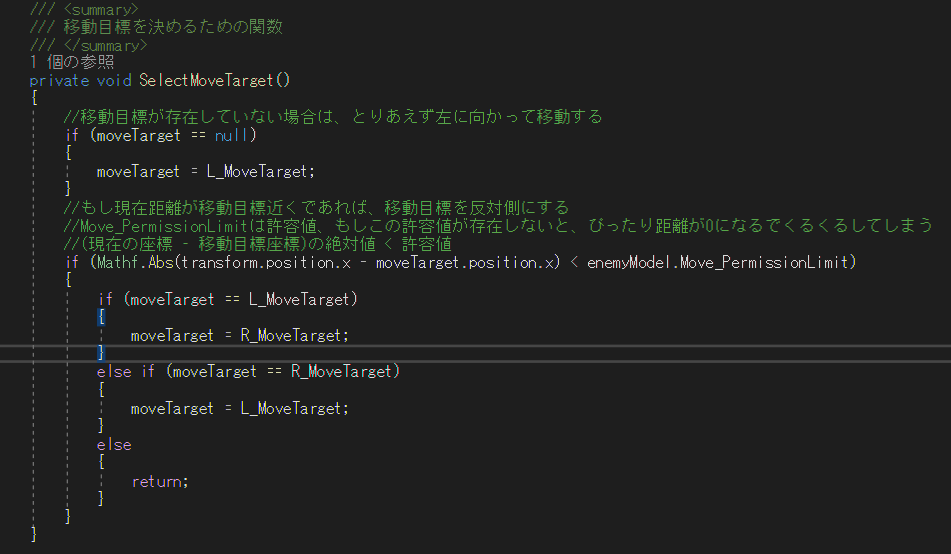 /// <summary>
/// 移動目標を決めるための関数
/// </summary>
1 個の参照
private void SelectMoveTarget()
{
//移動目標が存在していない場合は、とりあえず左に向かって移動する
if (moveTarget == null)
{
moveTarget = L_MoveTarget;
}
//もし現在距離が移動目標近くであれば、移動目標を反対側にする
//Move_PermissionLimitは許容値、もしこの許容値が存在しないと、ぴったり距離が0になるでくるくるしてしまう
//(現在の座標 - 移動目標座標)の絶対値 < 許容値
if (Mathf.Abs(transform.position.x - moveTarget.position.x) < enemyModel.Move_PermissionLimit)
{
if (moveTarget == L_MoveTarget)
{
moveTarget = R_MoveTarget;
}
else if (moveTarget == R_MoveTarget)
{
moveTarget = L_MoveTarget;
}
else
{
return;
}
}
}